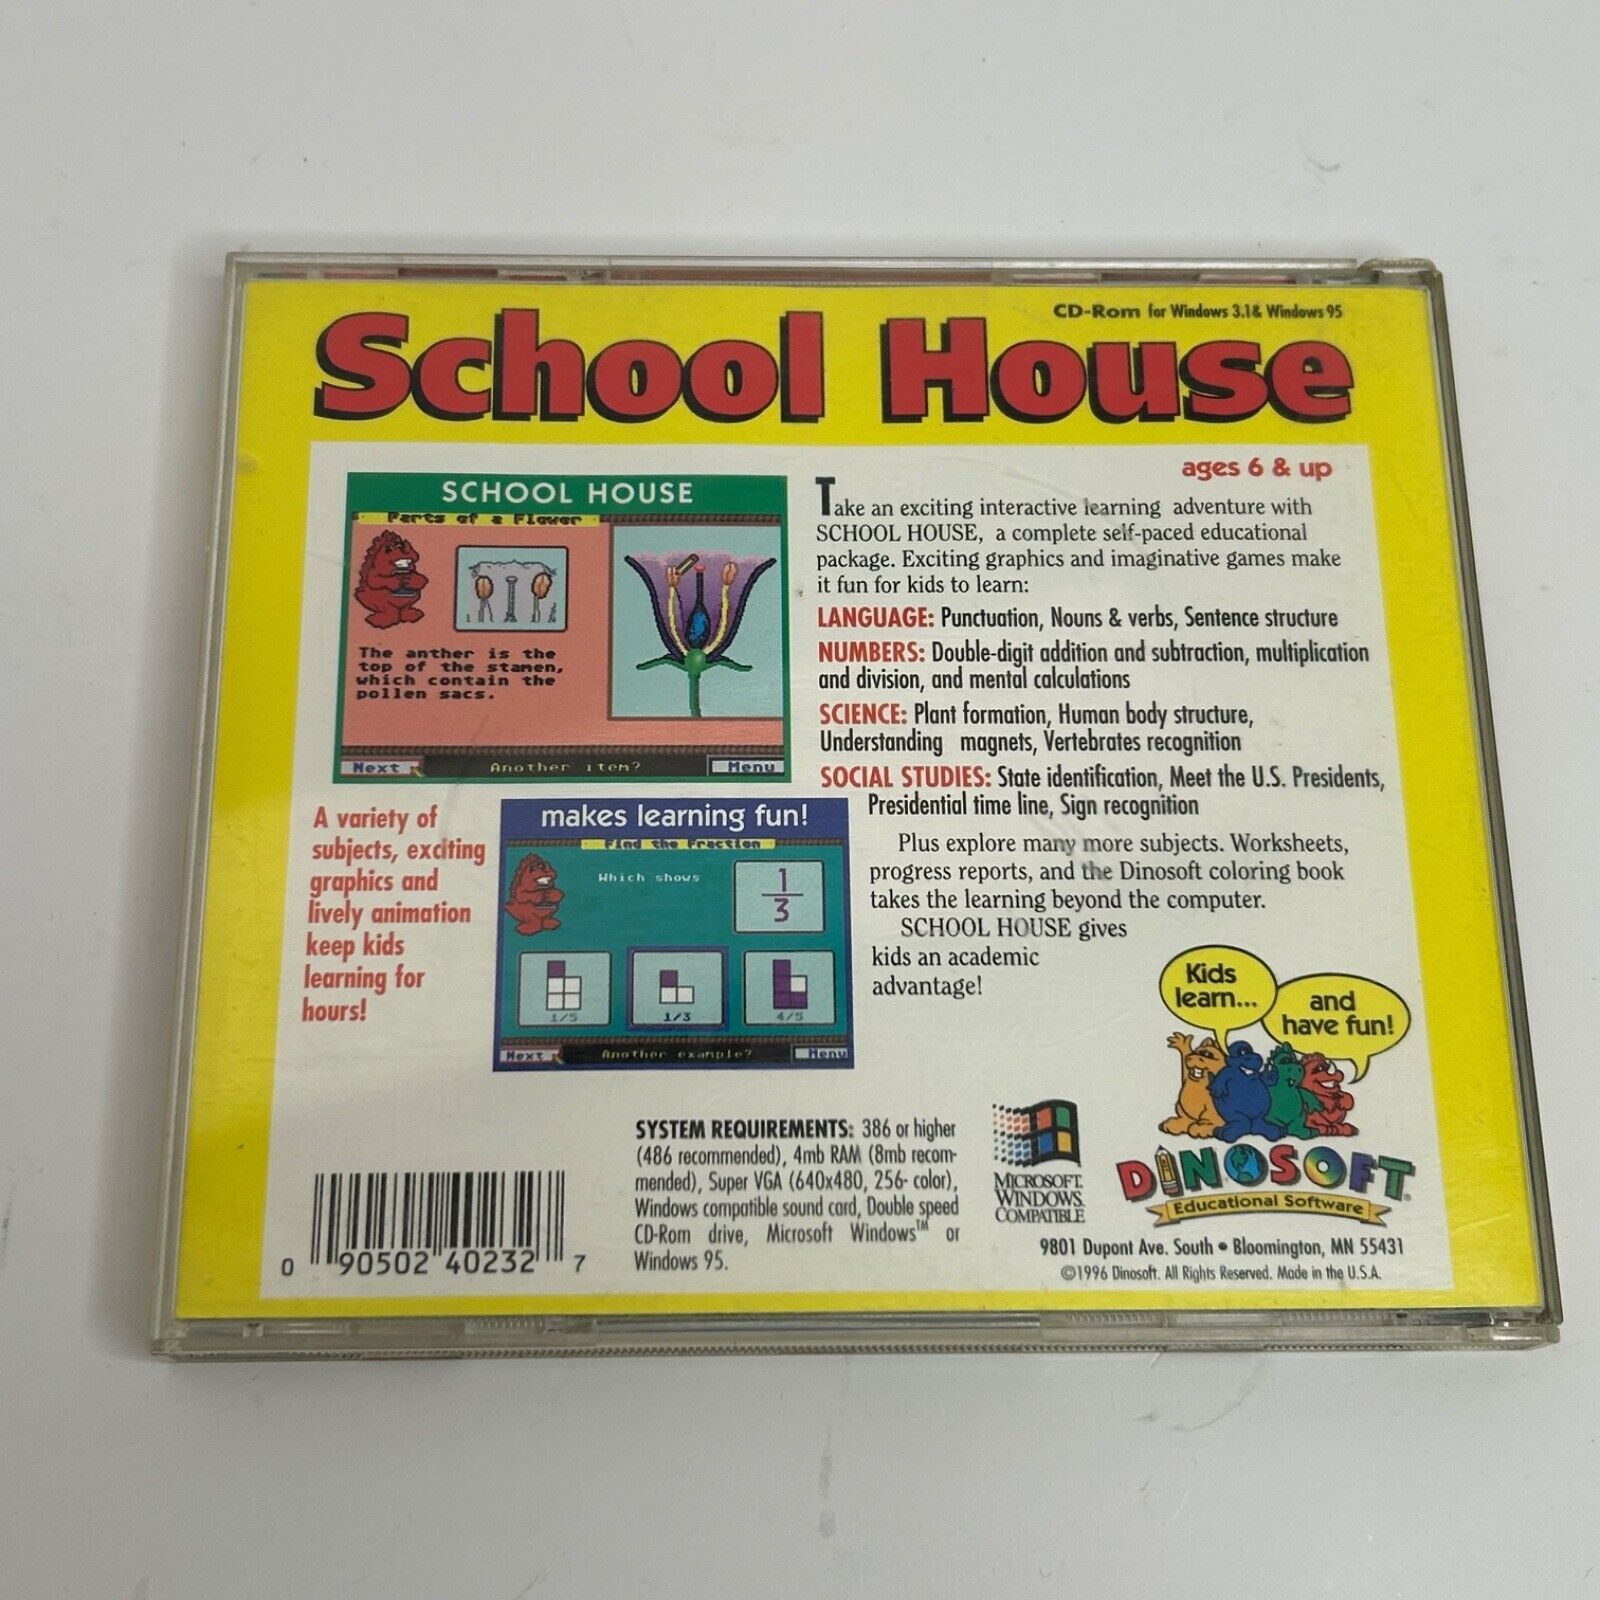 CD-Rom for Windows 3.1& Windows 95
School House
ages 6 & up
SCHOOL HOUSE
Parts of a Flower
The anther is the
top of the stamen,
which contain the
pollen sacs.
Next
Another item?
Menu
Take an exciting interactive learning adventure with
SCHOOL HOUSE, a complete self-paced educational
package. Exciting graphics and imaginative games make
it fun for kids to learn:
LANGUAGE: Punctuation, Nouns & verbs, Sentence structure
NUMBERS: Double-digit addition and subtraction, multiplication
and division, and mental calculations
SCIENCE: Plant formation, Human body structure,
Understanding magnets, Vertebrates recognition
SOCIAL STUDIES: State identification, Meet the U.S. Presidents,
Presidential time line, Sign recognition
Plus explore many more subjects. Worksheets,
progress reports, and the Dinosoft coloring book
takes the learning beyond the computer.
SCHOOL HOUSE gives
kids an academic
advantage!
A variety of
subjects, exciting
graphics and
lively animation
keep kids
learning for
hours!
makes learning fun!
Find the Fraction
Which shows
1
3
1/5
1/3
4/5
Next
Another example?
Menu
Kids
learn...
and
have fun!
DINOSOFT®
Educational Software
SYSTEM REQUIREMENTS: 386 or higher
(486 recommended), 4mb RAM (8mb recom-
mended), Super VGA (640x480, 256- color),
Windows compatible sound card, Double speed
CD-Rom drive, Microsoft Windows™ or
Windows 95.
MICROSOFT®
WINDOWS™
COMPATIBLE
9801 Dupont Ave. South • Bloomington, MN 55431
©1996 Dinosoft. All Rights Reserved. Made in the U.S.A.
0 90502 40232 7